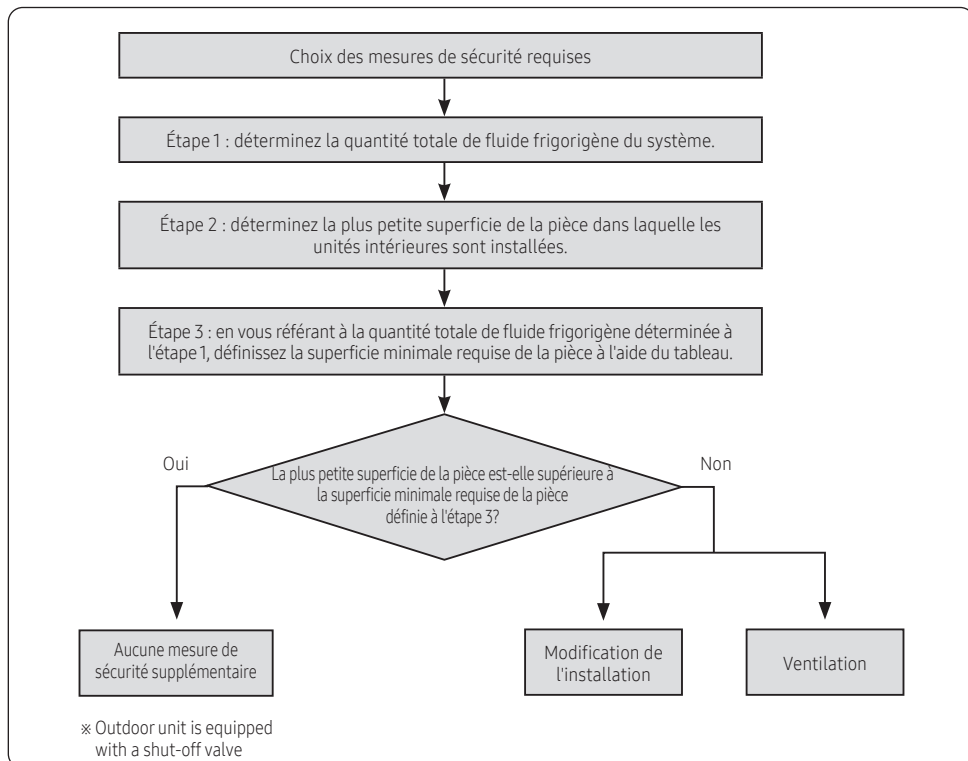 Choix des mesures de sécurité requises
Étape 1 : déterminez la quantité totale de fluide frigorigène du système.
Étape 2 : déterminez la plus petite superficie de la pièce dans laquelle les
unités intérieures sont installées.
Étape 3 : en vous référant à la quantité totale de fluide frigorigène déterminée à
l'étape 1, définissez la superficie minimale requise de la pièce à l'aide du tableau.
Oui
La plus petite superficie de la pièce est-elle supérieure à
la superficie minimale requise de la pièce
définie à l'étape 3?
Non
Aucune mesure de
sécurité supplémentaire
Modification de
l'installation
Ventilation
※ Outdoor unit is equipped
with a shut-off valve